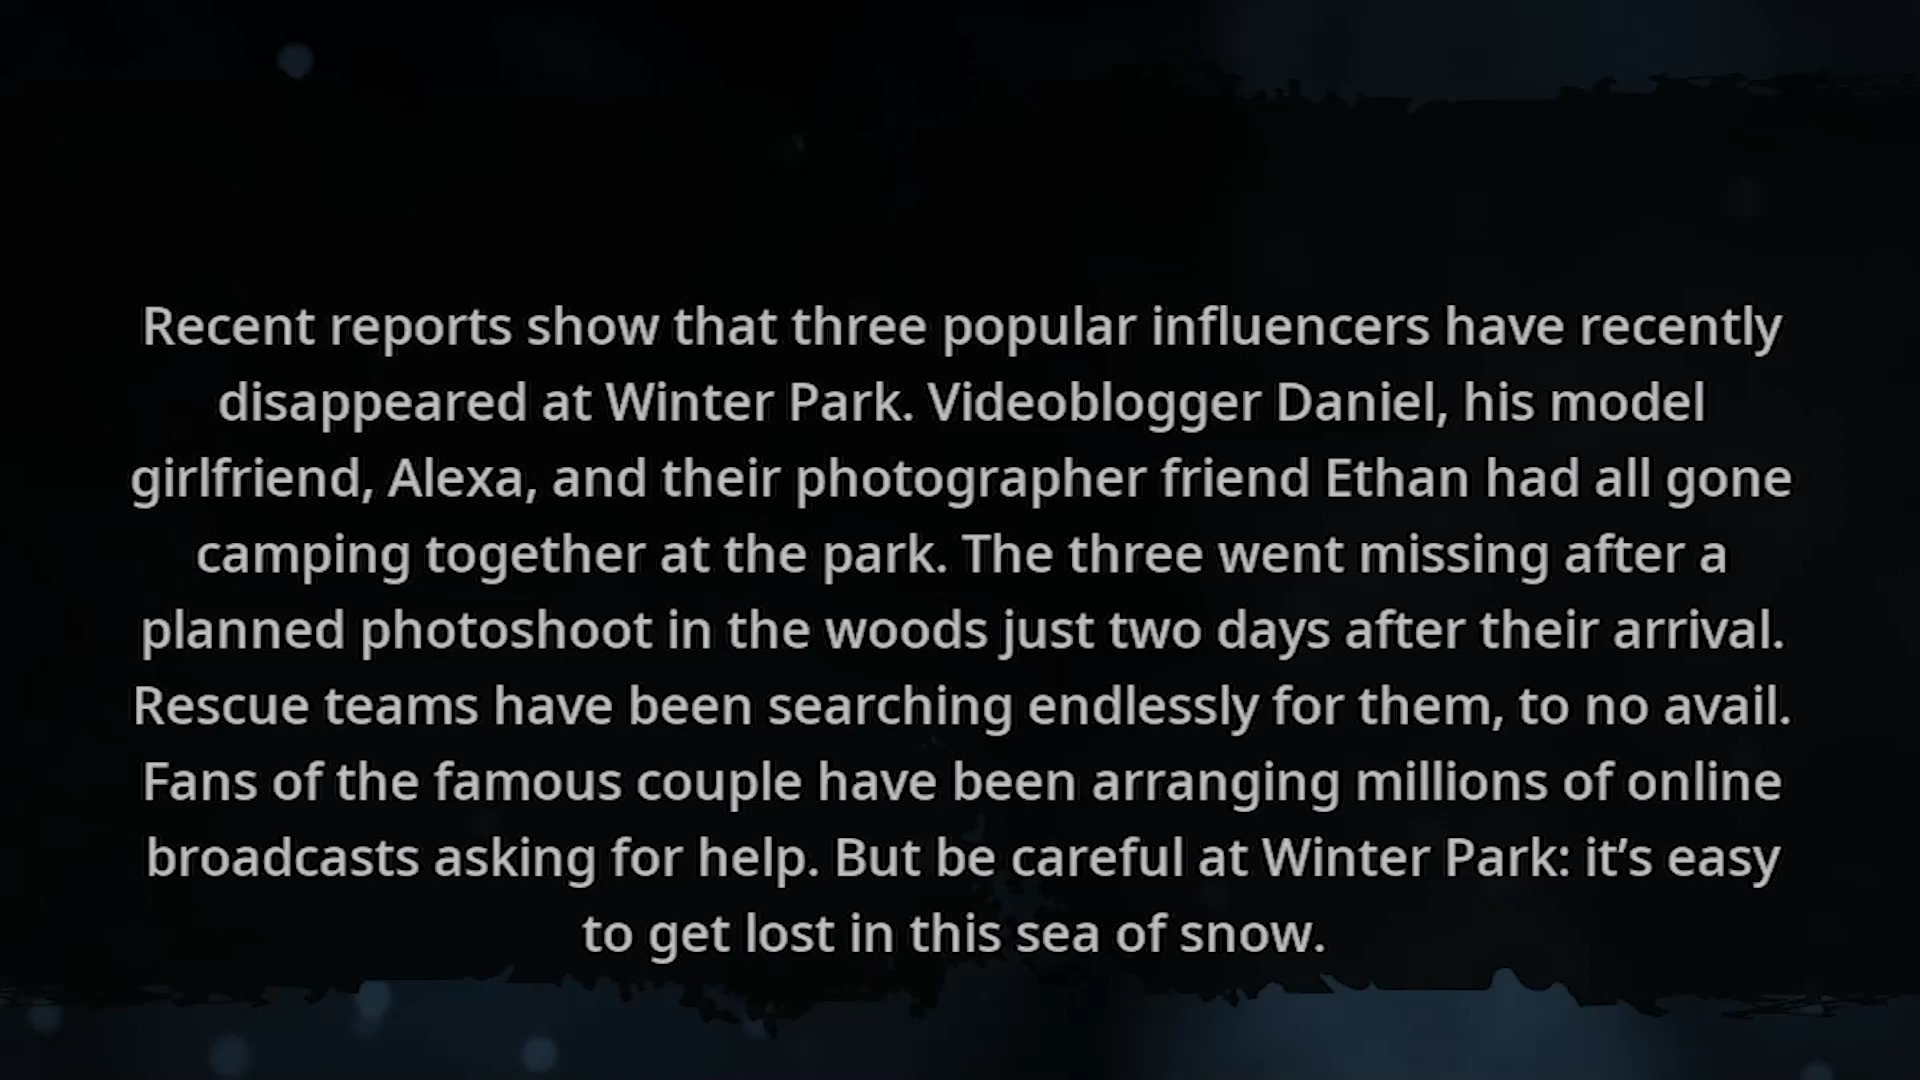 Recent reports show that three popular influencers have recently
disappeared at Winter Park. Videoblogger Daniel, his model
girlfriend, Alexa, and their photographer friend Ethan had all gone
camping together at the park. The three went missing after a
planned photoshoot in the woods just two days after their arrival.
Rescue teams have been searching endlessly for them, to no avail.
Fans of the famous couple have been arranging millions of online
broadcasts asking for help. But be careful at Winter Park: it’s easy
to get lost in this sea of snow.